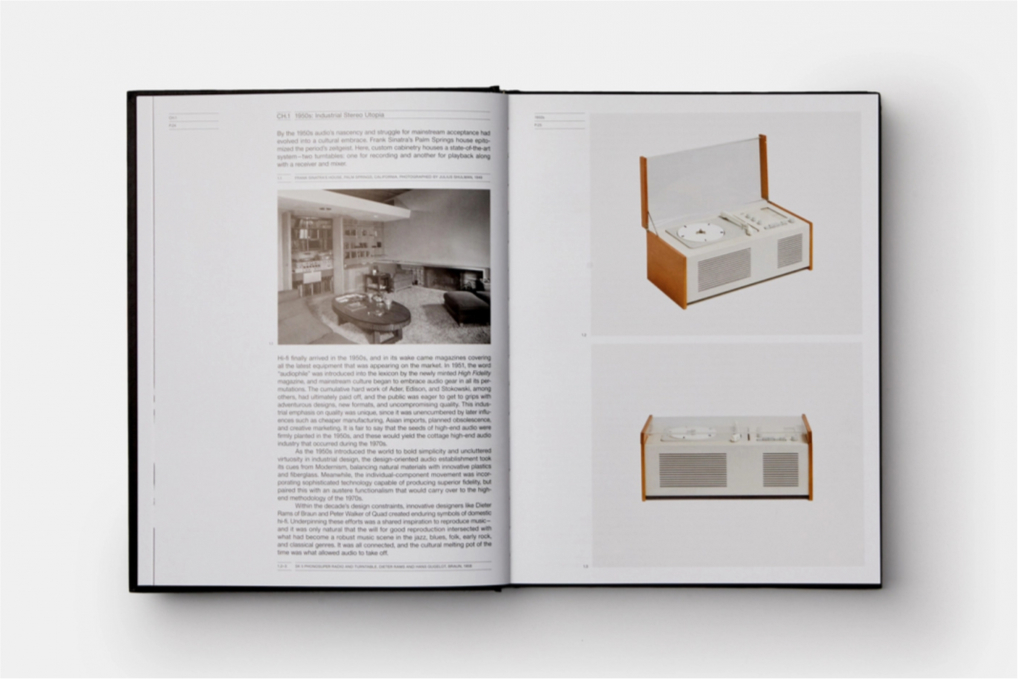 CH.1 1950s: Industrial Stereo Utopia
By the 1950s audio's nascency and struggle for mainstream acceptance had
evolved into a cultural embrace. Frank Sinatra's Palm Springs house epito-
mized the period's zeitgeist. Here, custom cabinetry houses a state-of-the-art
system—two turntables; one for recording and another for playback along
with a receiver and mixer.
Hi-fi finally arrived in the 1950s, and in its wake came magazines covering
all the latest equipment that was appearing on the market. In 1951, the word
"audiophile" was introduced into the lexicon by the newly minted High Fidelity
magazine, and mainstream culture began to embrace audio gear in all its per-
mutations. The cumulative hard work of Ader, Edison, and Stokowski, among
others, had ultimately paid off, and the public was eager to get to grips with
adventurous designs, new formats, and uncompromising quality. This indus-
trial emphasis on quality was unique, since it was unencumbered by later influ-
ences such as cheaper manufacturing, Asian imports, planned obsolescence,
and creative marketing. It is fair to say that the seeds of high-end audio were
firmly planted in the 1950s, and these would yield the cottage high-end audio
industry that occurred during the 1970s.
As the 1950s introduced the world to bold simplicity and uncluttered
virtuosity in industrial design, the design-oriented audio establishment took
its cues from Modernism, balancing natural materials with innovative plastics
and fiberglass. Meanwhile, the individual-component movement was incor-
porating sophisticated technology capable of producing superior fidelity, but
paired this with an austere functionalism that would carry over to the high-
end methodology of the 1970s.
Within the decade's design constraints, innovative designers like Dieter
Rams of Braun and Peter Walker of Quad created enduring symbols of domestic
hi-fi. Underpinning these efforts was a shared inspiration to reproduce music—
and it was only natural that the will for good reproduction intersected with
what had become a robust music scene in the jazz, blues, folk, early rock,
and classical genres. It was all connected, and the cultural melting pot of the
time was what allowed audio to take off.